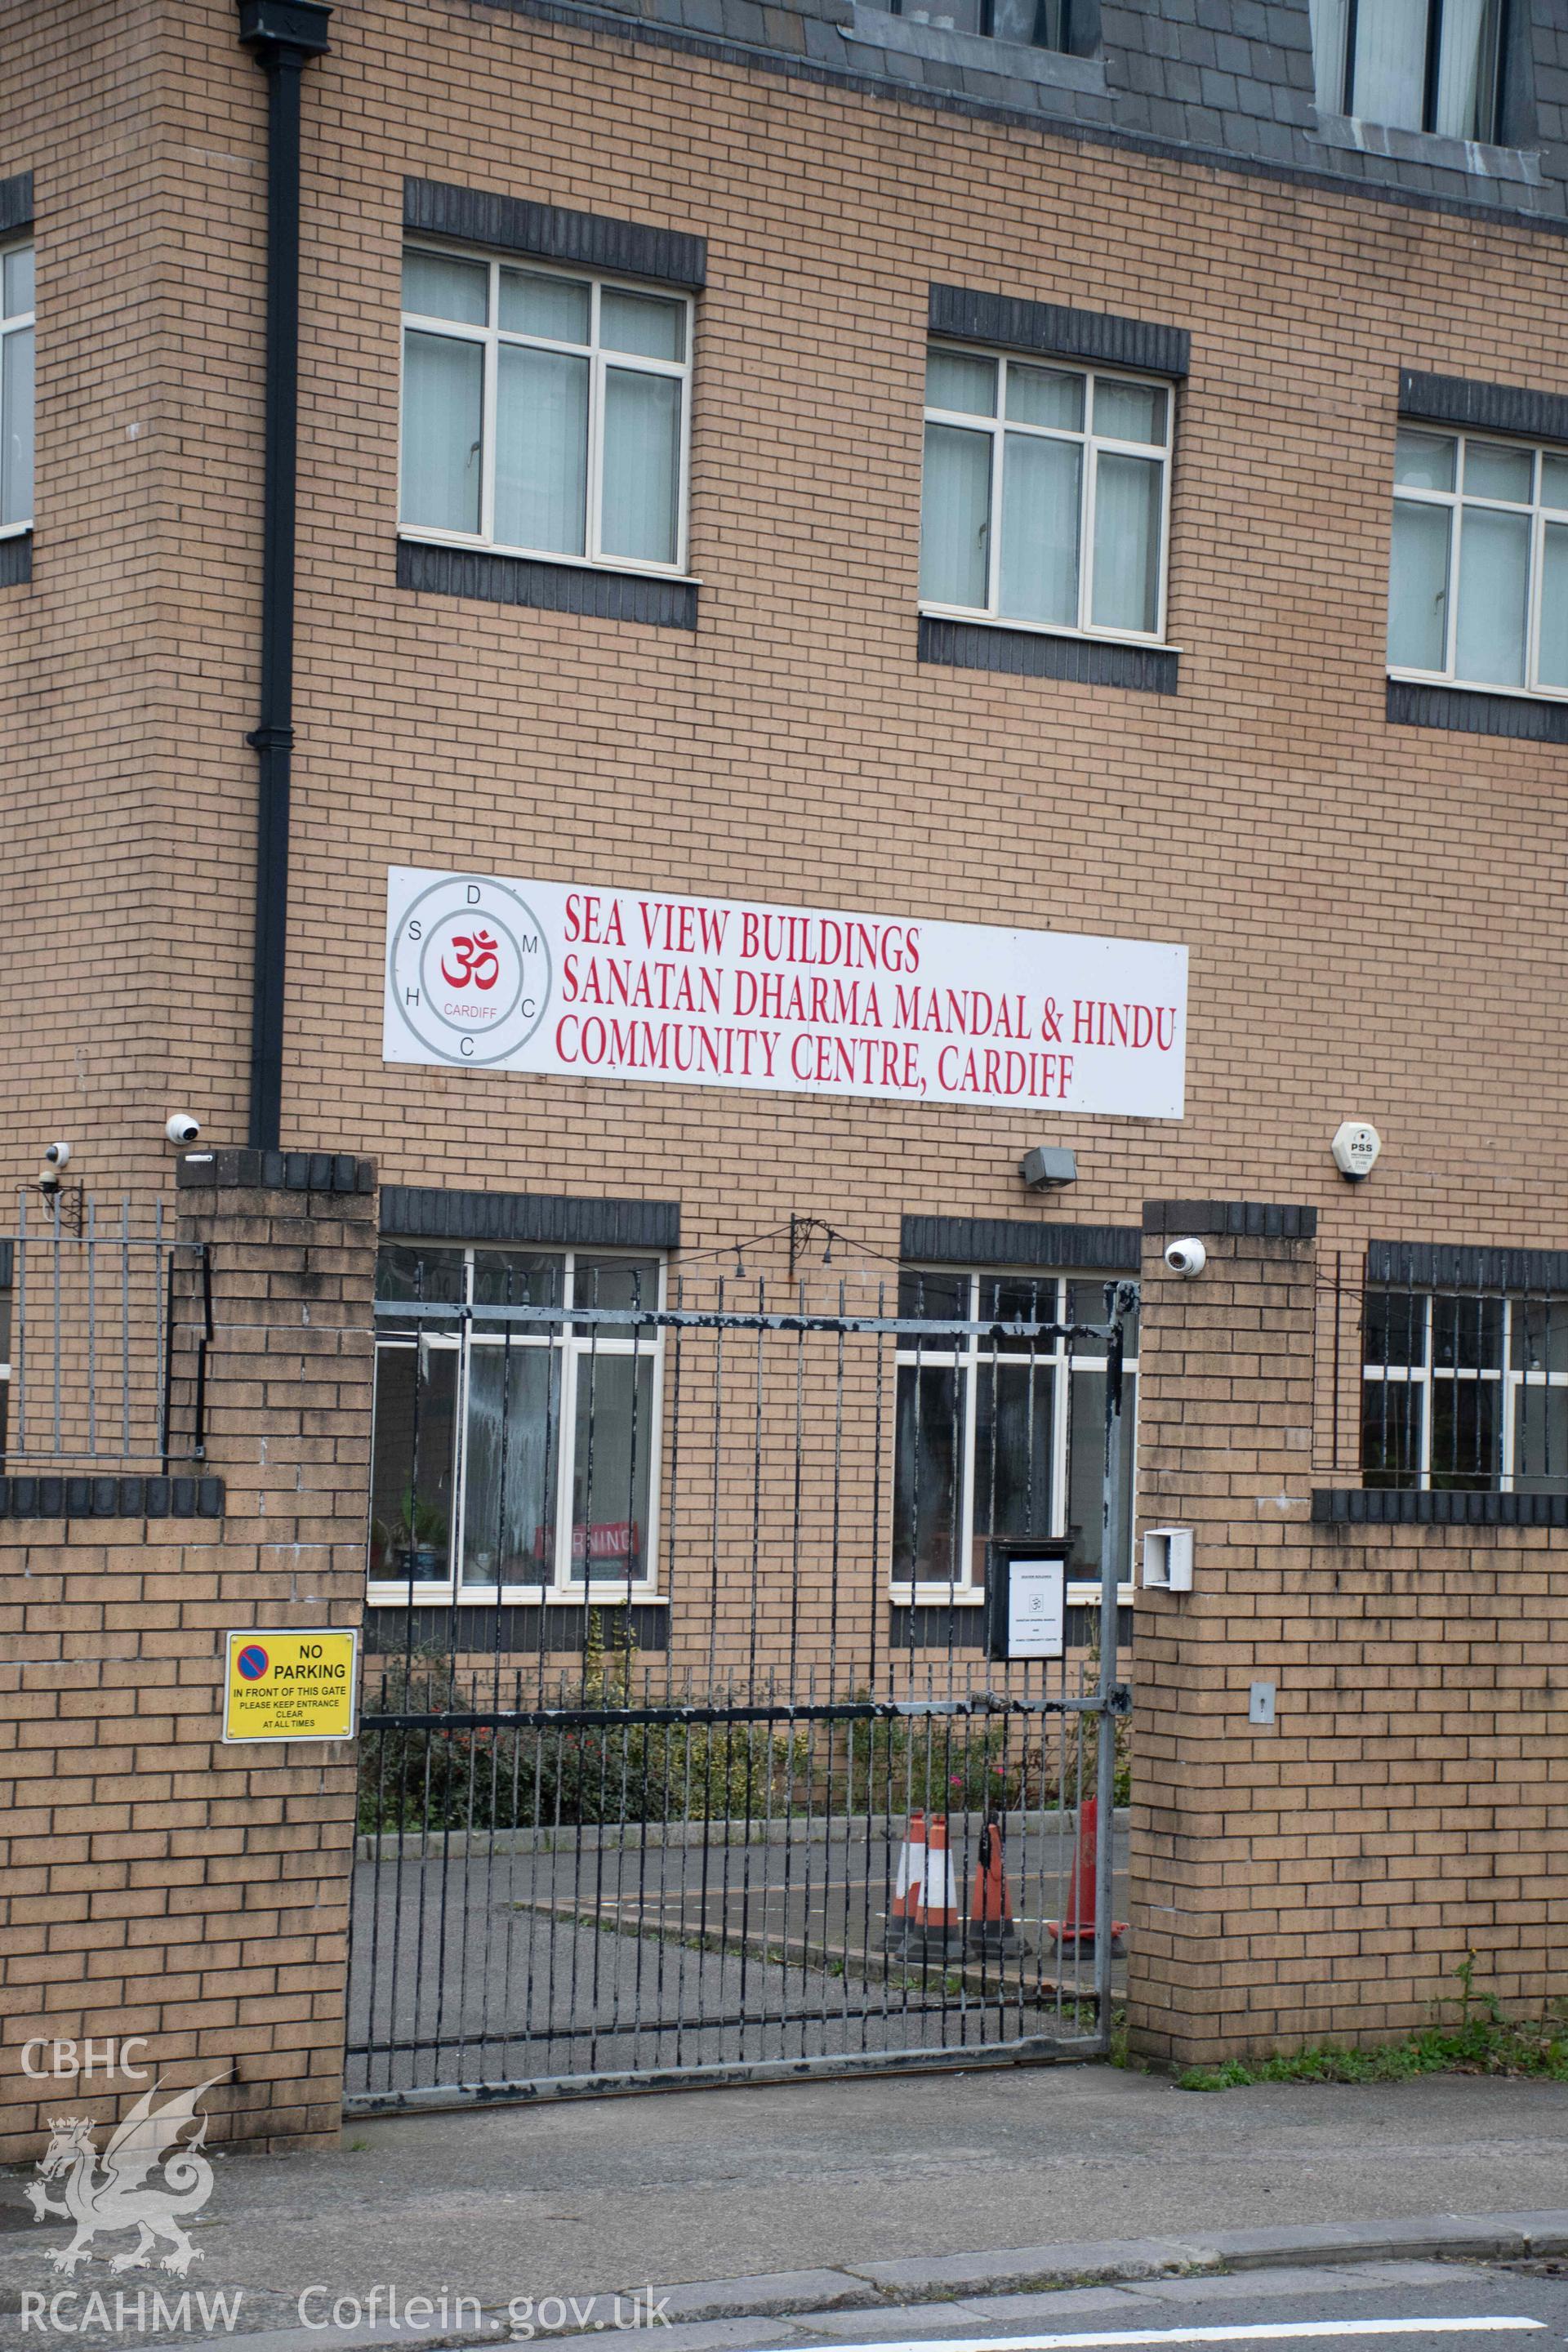 S D M H C C
ॐ
CARDIFF
SEA VIEW BUILDINGS
SANATAN DHARMA MANDAL & HINDU
COMMUNITY CENTRE, CARDIFF
PSS
WARNING
ॐ
NO
PARKING
IN FRONT OF THIS GATE
PLEASE KEEP ENTRANCE
CLEAR
AT ALL TIMES
CBHC
RCAHMW
Coflein.gov.uk